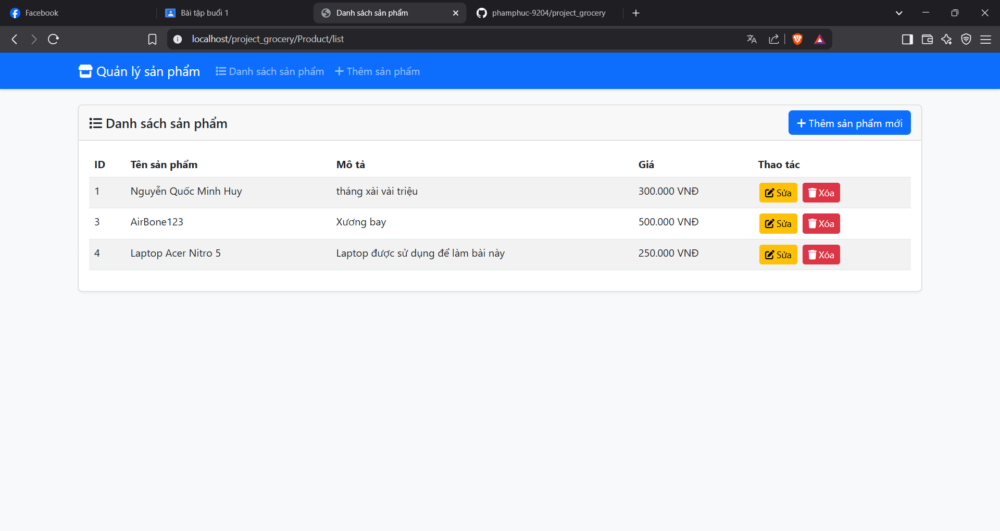 Facebook
Bài tập buổi 1
Danh sách sản phẩm
phamphuc-9204/project_grocery
localhost/project_grocery/Product/list
Quản lý sản phẩm
Danh sách sản phẩm
Thêm sản phẩm
Danh sách sản phẩm
Thêm sản phẩm mới
ID Tên sản phẩm Mô tả Giá Thao tác
1 Nguyễn Quốc Minh Huy tháng xài vài triệu 300.000 VNĐ Sửa Xóa
3 AirBone123 Xương bay 500.000 VNĐ Sửa Xóa
4 Laptop Acer Nitro 5 Laptop được sử dụng để làm bài này 250.000 VNĐ Sửa Xóa